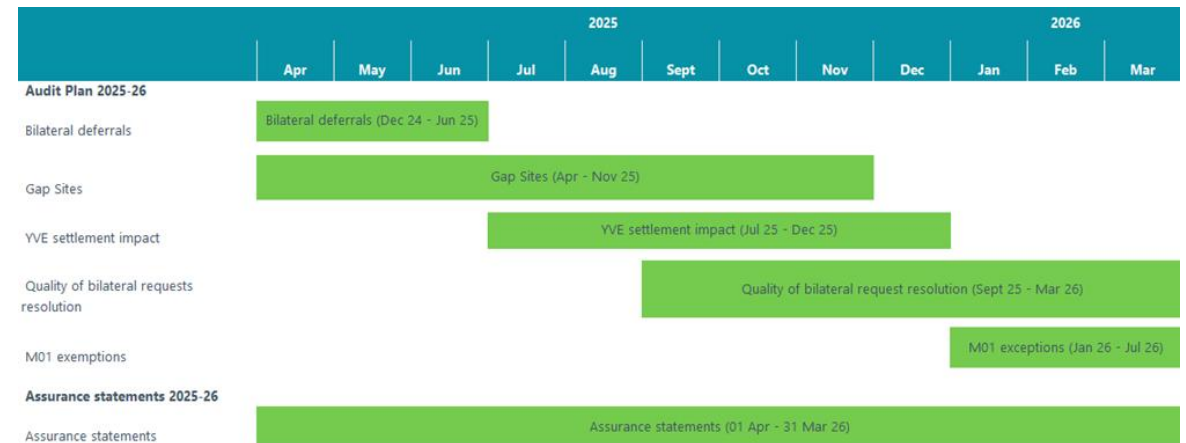 2025 2026
Apr May Jun Jul Aug Sept Oct Nov Dec Jan Feb Mar
Audit Plan 2025-26
Bilateral deferrals Bilateral deferrals (Dec 24 - Jun 25)
Gap Sites Gap Sites (Apr - Nov 25)
YVE settlement impact YVE settlement impact (Jul 25 - Dec 25)
Quality of bilateral requests
resolution
Quality of bilateral request resolution (Sept 25 - Mar 26)
M01 exemptions M01 exceptions (Jan 26 - Jul 26)
Assurance statements 2025-26
Assurance statements Assurance statements (01 Apr - 31 Mar 26)